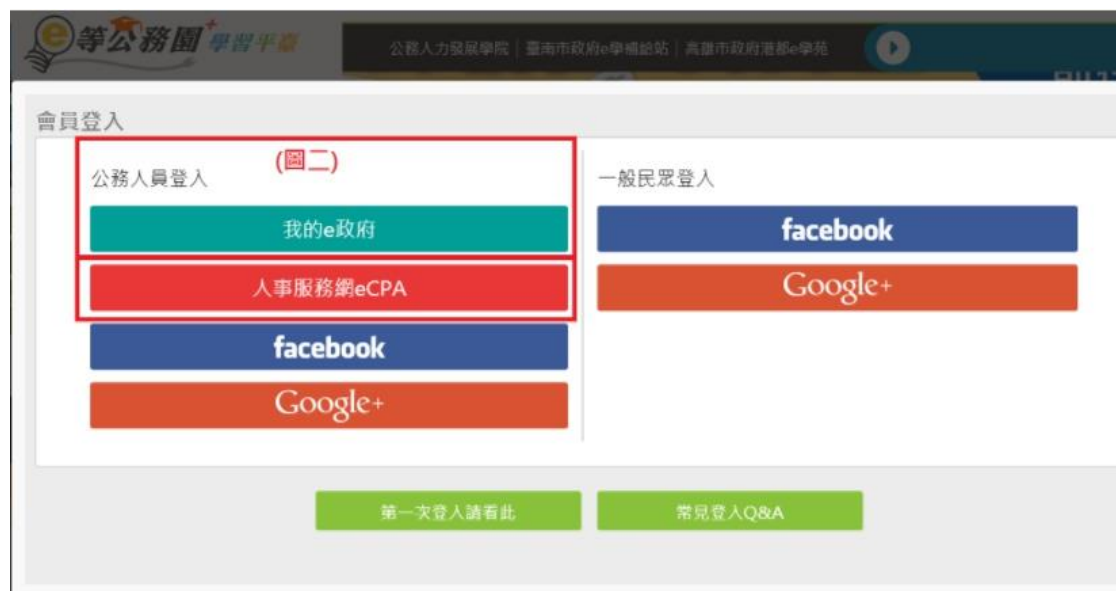 e等公務園+學習平臺
公務人力發展學院 | 臺南市政府e學補給站 | 高雄市政府港都e學苑
會員登入
(圖二)
公務人員登入
我的e政府
人事服務網eCPA
facebook
Google+
一般民眾登入
facebook
Google+
第一次登入請看此
常見登入Q&A